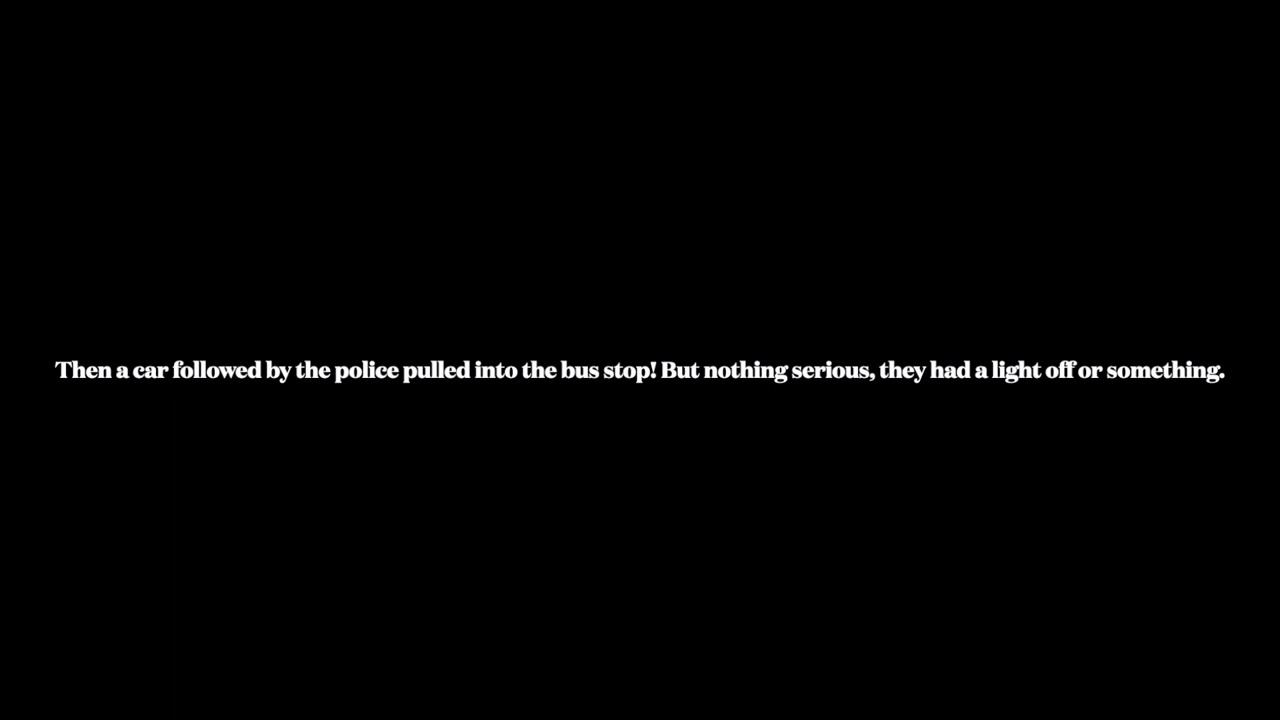 Then a car followed by the police pulled into the bus stop! But nothing serious, they had a light off or something.